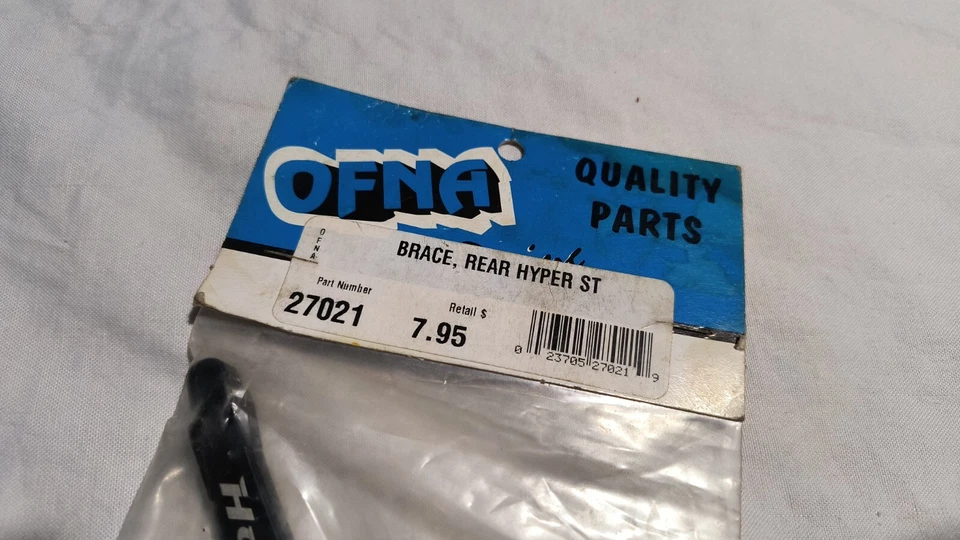 OFNA
QUALITY
PARTS
OFNA
BRACE, REAR HYPER ST
Part Number
27021
Retail $
7.95
0 23705 27021 9